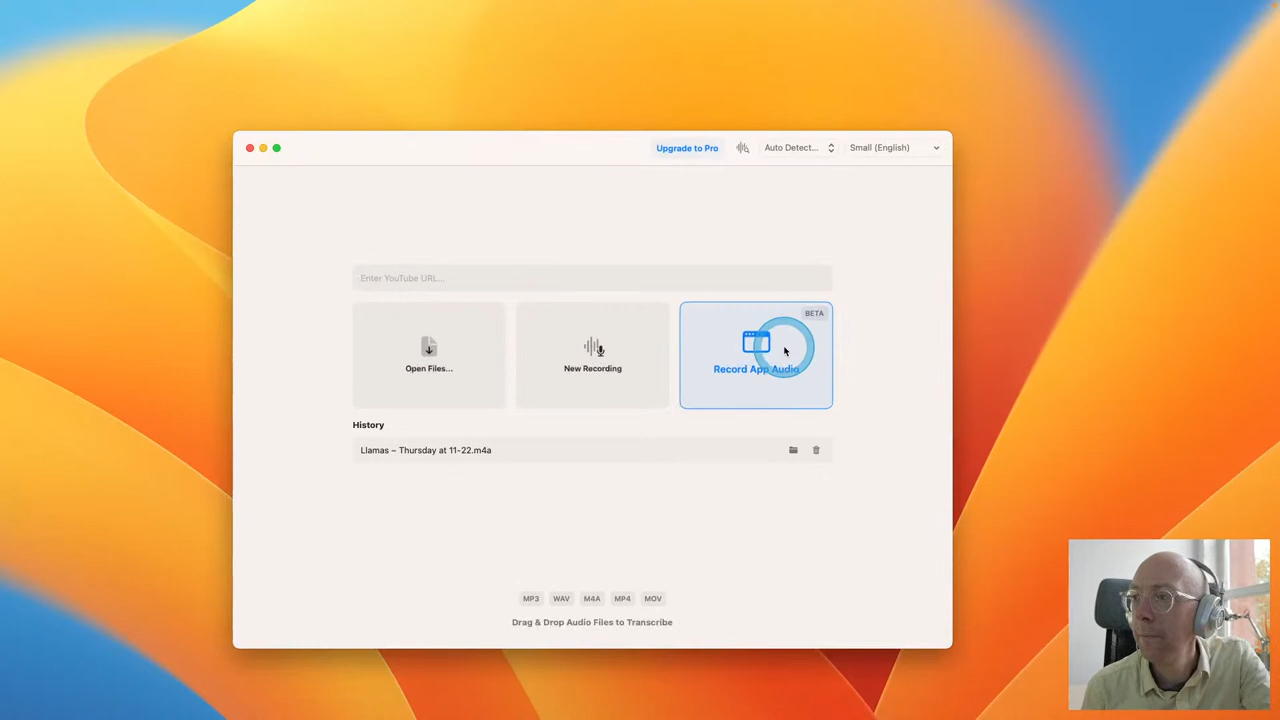 Upgrade to Pro
Auto Detect...
Small (English)
Enter YouTube URL...
BETA
Open Files...
New Recording
Record App Audio
History
Llamas – Thursday at 11-22.m4a
MP3
WAV
M4A
MP4
MOV
Drag & Drop Audio Files to Transcribe